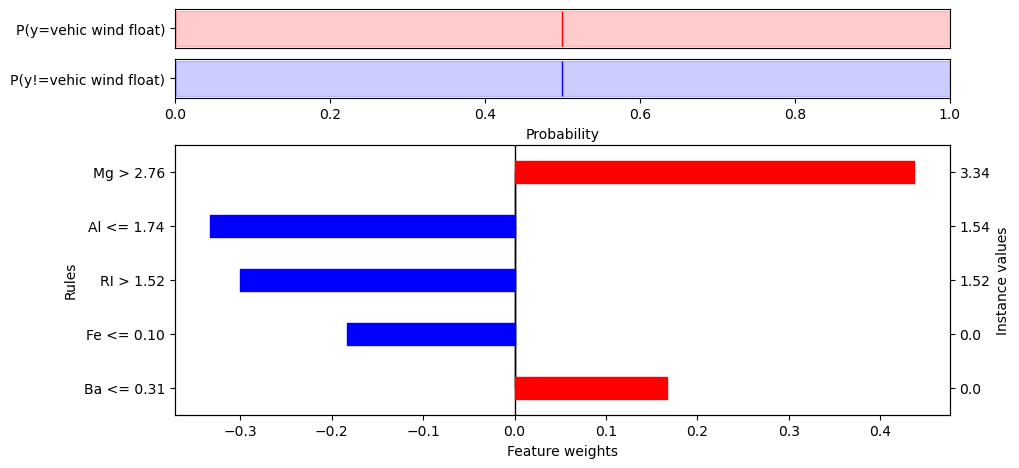 P(y=vehic wind float)
P(y!=vehic wind float)
0.0 0.2 0.4 0.6 0.8 1.0
Probability
Mg > 2.76 3.34
Al <= 1.74 1.54
RI > 1.52 1.52
Fe <= 0.10 0.0
Ba <= 0.31 0.0
Rules
Instance values
−0.3 −0.2 −0.1 0.0 0.1 0.2 0.3 0.4
Feature weights